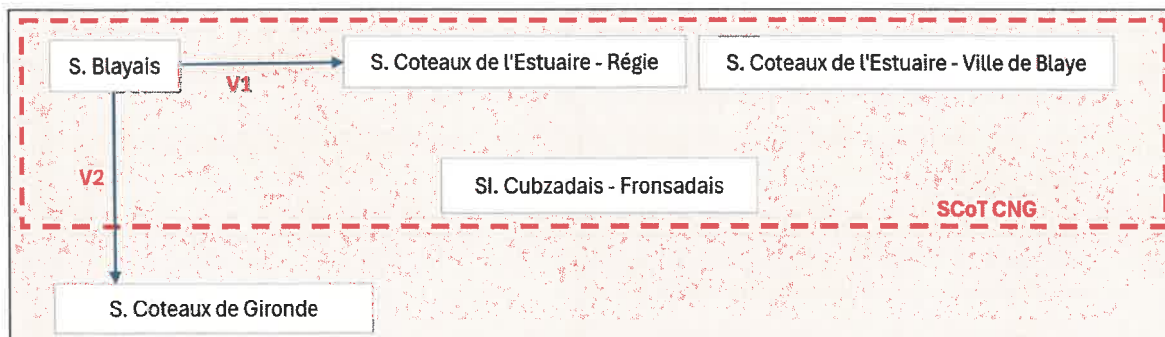 S. Blayais
S. Coteaux de l'Estuaire - Régie
S. Coteaux de l'Estuaire - Ville de Blaye
V1
V2
SI. Cubzadais - Fronsadais
SCoT CNG
S. Coteaux de Gironde